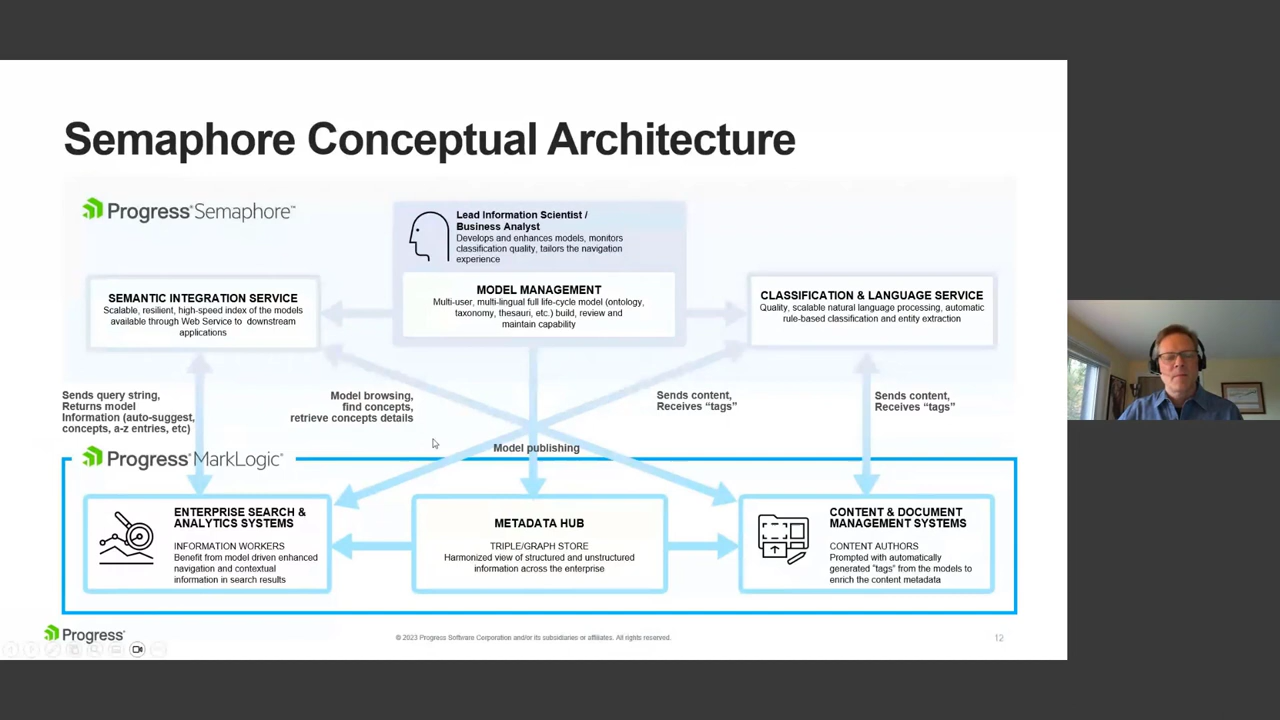 Semaphore Conceptual Architecture
Progress® Semaphore™
Lead Information Scientist /
Business Analyst
Develops and enhances models, monitors
classification quality, tailors the navigation
experience
SEMANTIC INTEGRATION SERVICE
Scalable, resilient, high-speed index of the models
available through Web Service to downstream
applications
MODEL MANAGEMENT
Multi-user, multi-lingual full life-cycle model (ontology,
taxonomy, thesauri, etc.) build, review and
maintain capability
CLASSIFICATION & LANGUAGE SERVICE
Quality, scalable natural language processing, automatic
rule-based classification and entity extraction
Sends query string,
Returns model
Information (auto-suggest,
concepts, a-z entries, etc)
Model browsing,
find concepts,
retrieve concepts details
Sends content,
Receives “tags”
Sends content,
Receives “tags”
Model publishing
Progress® MarkLogic®
ENTERPRISE SEARCH &
ANALYTICS SYSTEMS
INFORMATION WORKERS
Benefit from model driven enhanced
navigation and contextual
information in search results
METADATA HUB
TRIPLE/GRAPH STORE
Harmonized view of structured and unstructured
information across the enterprise
CONTENT & DOCUMENT
MANAGEMENT SYSTEMS
CONTENT AUTHORS
Prompted with automatically
generated “tags” from the models to
enrich the content metadata
Progress®
© 2023 Progress Software Corporation and/or its subsidiaries or affiliates. All rights reserved.
12